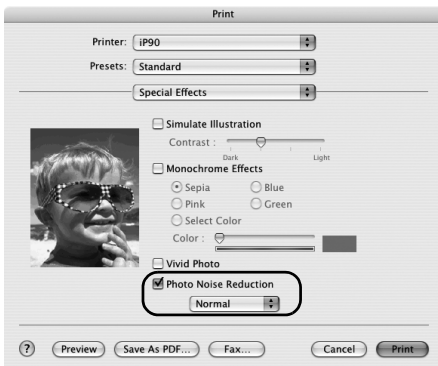 Print
Printer: iP90
Presets: Standard
Special Effects
Simulate Illustration
Contrast :
Dark Light
Monochrome Effects
Sepia Blue
Pink Green
Select Color
Color :
Vivid Photo
Photo Noise Reduction
Normal
? Preview Save As PDF... Fax... Cancel Print